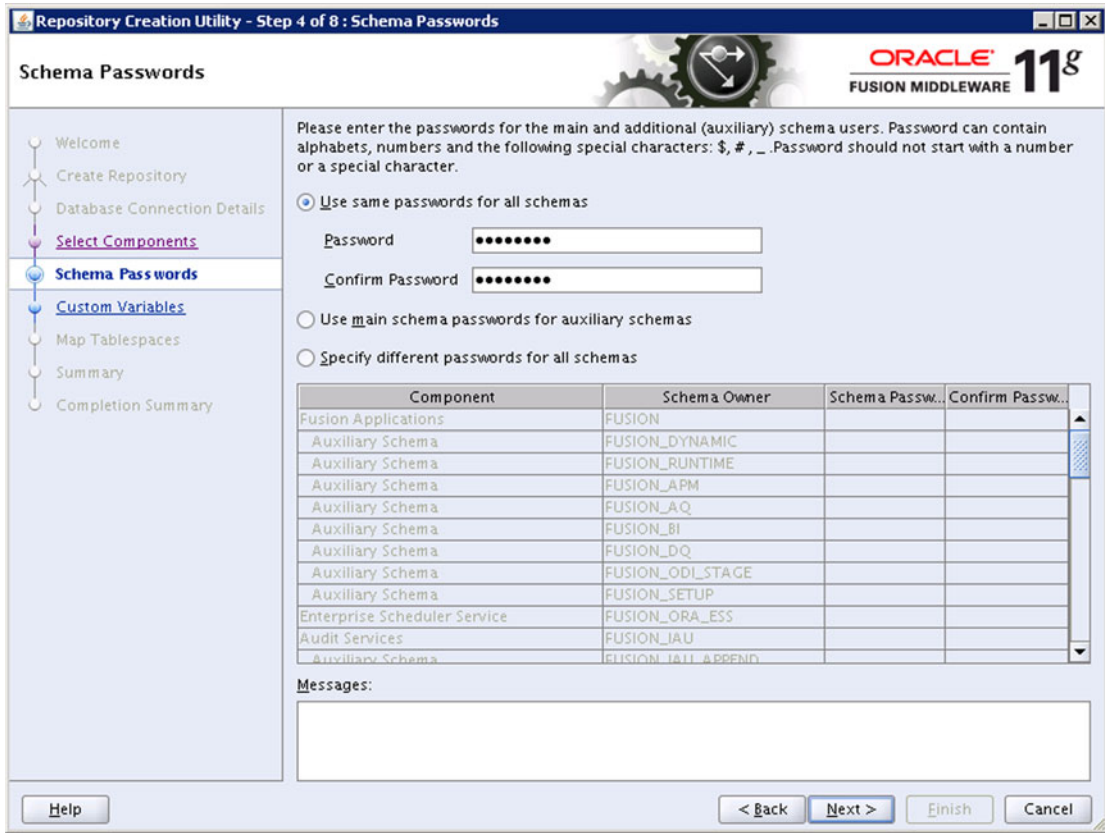 Repository Creation Utility - Step 4 of 8 : Schema Passwords
Schema Passwords
ORACLE
FUSION MIDDLEWARE
11g
Welcome
Create Repository
Database Connection Details
Select Components
Schema Passwords
Custom Variables
Map Tablespaces
Summary
Completion Summary
Please enter the passwords for the main and additional (auxiliary) schema users. Password can contain
alphabets, numbers and the following special characters: $, # , _ .Password should not start with a number
or a special character.
Use same passwords for all schemas
Password ●●●●●●●●
Confirm Password ●●●●●●●●
Use main schema passwords for auxiliary schemas
Specify different passwords for all schemas
Component Schema Owner Schema Passw... Confirm Passw...
Fusion Applications FUSION
Auxiliary Schema FUSION_DYNAMIC
Auxiliary Schema FUSION_RUNTIME
Auxiliary Schema FUSION_APM
Auxiliary Schema FUSION_AQ
Auxiliary Schema FUSION_BI
Auxiliary Schema FUSION_DQ
Auxiliary Schema FUSION_ODI_STAGE
Auxiliary Schema FUSION_SETUP
Enterprise Scheduler Service FUSION_ORA_ESS
Audit Services FUSION_IAU
Auxiliary Schema FUSION_IAU_APPEND
Messages:
Help
< Back
Next >
Finish
Cancel